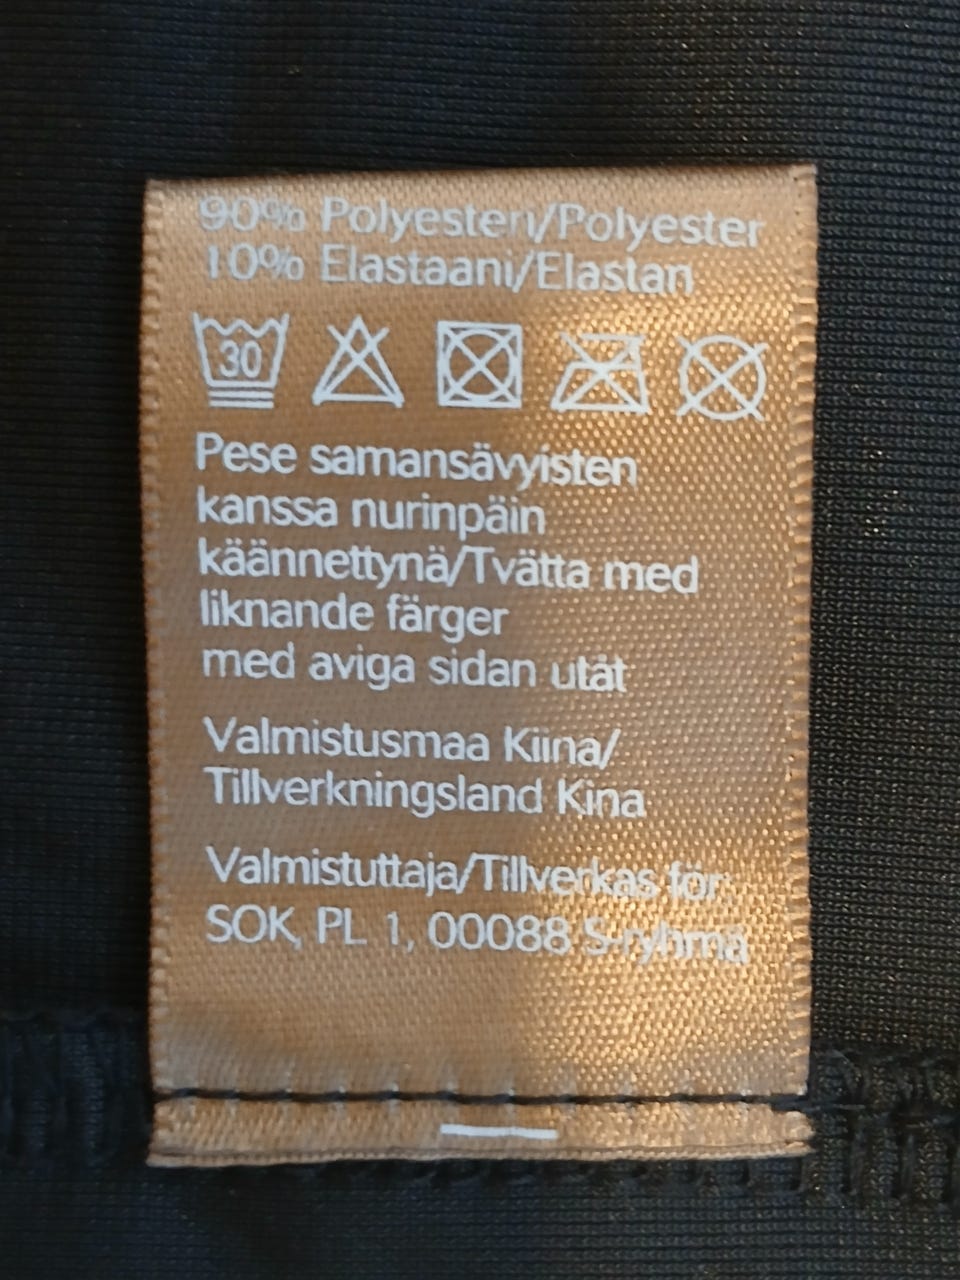 90% Polyesteri/Polyester
10% Elastaani/Elastan
30
Pese samansävyisten
kanssa nurinpäin
käännettynä/Tvätta med
liknande färger
med aviga sidan utåt
Valmistusmaa Kiina/
Tillverkningsland Kina
Valmistuttaja/Tillverkas för:
SOK, PL 1, 00088 S-ryhmä